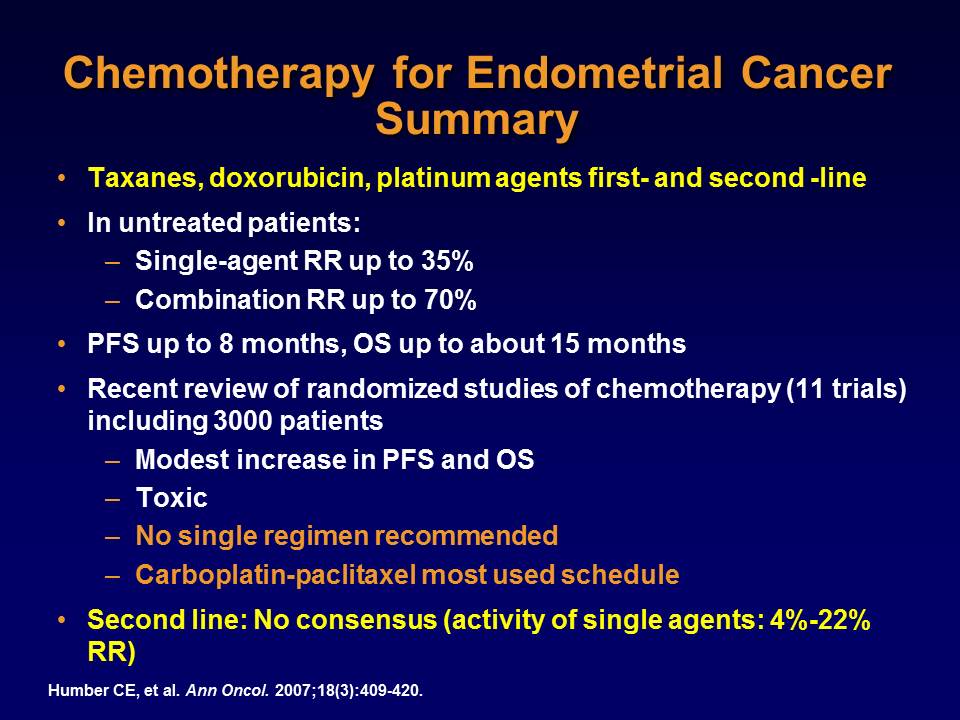 Chemotherapy for Endometrial Cancer
Summary
• Taxanes, doxorubicin, platinum agents first- and second -line
• In untreated patients:
– Single-agent RR up to 35%
– Combination RR up to 70%
• PFS up to 8 months, OS up to about 15 months
• Recent review of randomized studies of chemotherapy (11 trials)
including 3000 patients
– Modest increase in PFS and OS
– Toxic
– No single regimen recommended
– Carboplatin-paclitaxel most used schedule
• Second line: No consensus (activity of single agents: 4%-22%
RR)
Humber CE, et al. Ann Oncol. 2007;18(3):409-420.